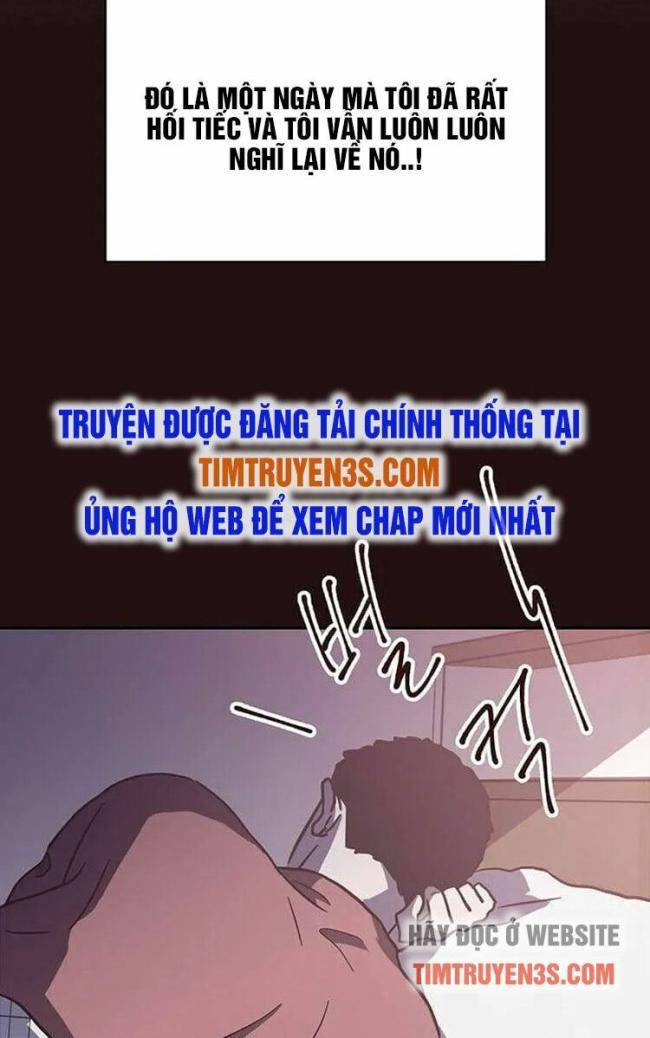 ĐÓ LÀ MỘT NGÀY MÀ TÔI ĐÃ RẤT
HỐI TIẾC VÀ TÔI VẪN LUÔN LUÔN
NGHĨ LẠI VỀ NÓ..!
TRUYỆN ĐƯỢC ĐĂNG TẢI CHÍNH THỐNG TẠI
TIMTRUYEN3S.COM
ỦNG HỘ WEB ĐỂ XEM CHAP MỚI NHẤT
벌컥
HÃY ĐỌC Ở WEBSITE
TIMTRUYEN3S.COM